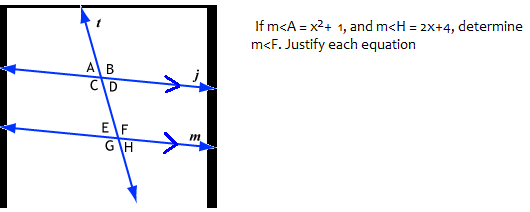 t
If m<A = x²+ 1, and m<H = 2x+4, determine
m<F. Justify each equation
A B
j
C D
E F
m
G H